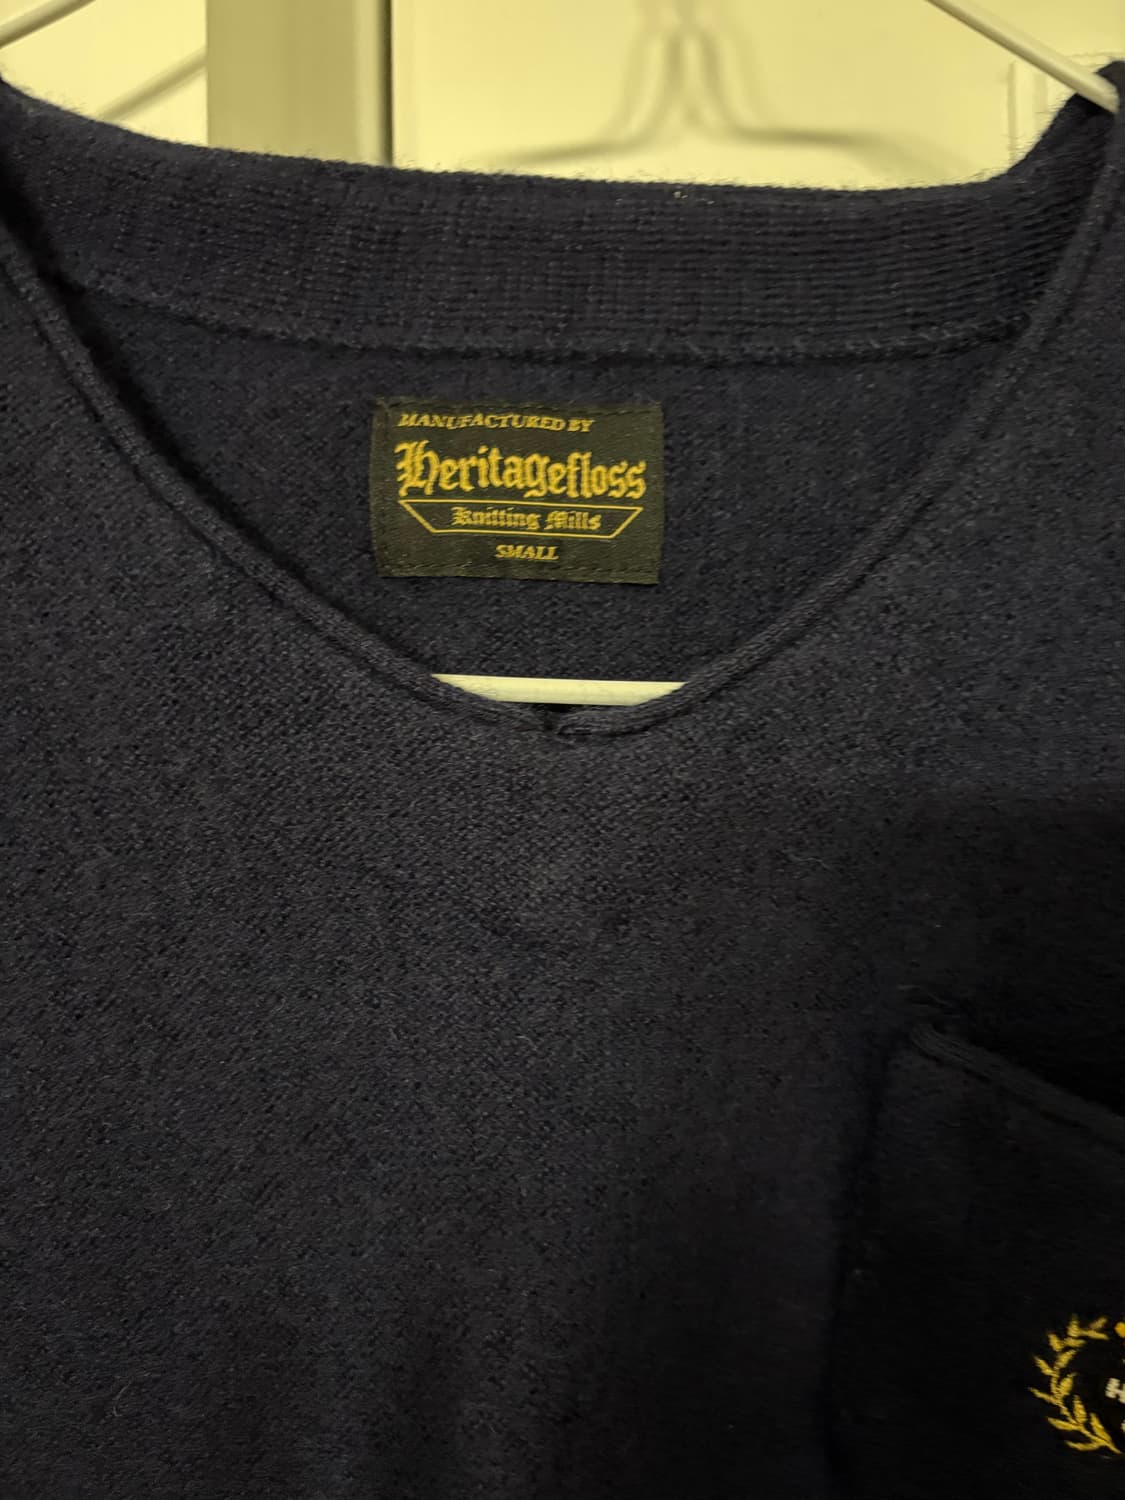 MANUFACTURED BY
Heritagefloss
Knitting Mills
SMALL